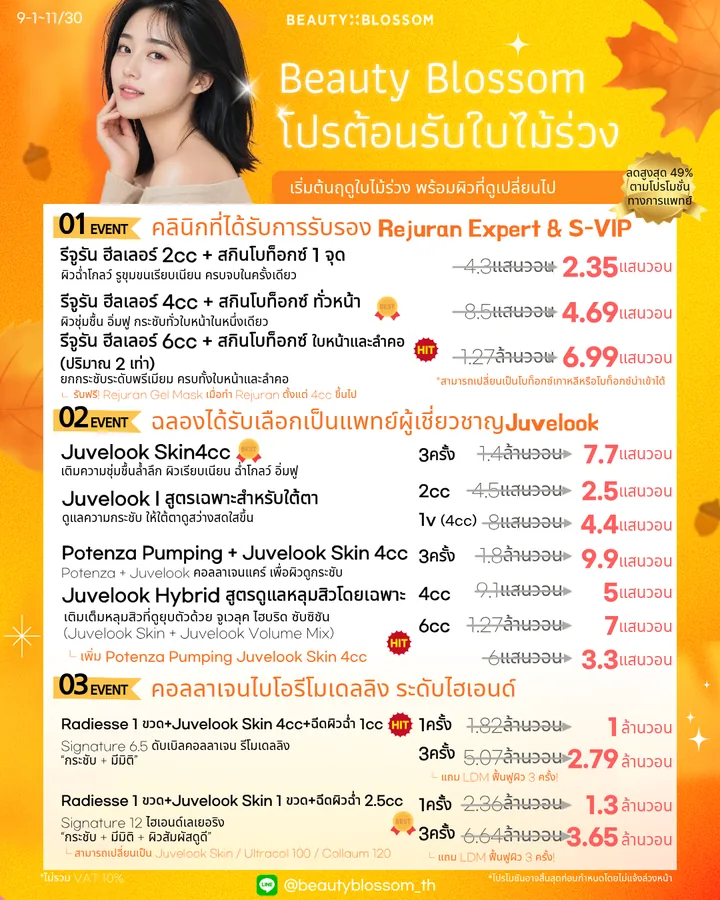 9-1~11/30
BEAUTY BLOSSOM
Beauty Blossom
โปรต้อนรับใบไม้ร่วง
เริ่มต้นฤดูใบไม้ร่วง พร้อมผิวที่ดูเปลี่ยนไป
ลดสูงสุด 49%
ตามโปรโมชั่น
ทางการแพทย์
01 EVENT คลินิกที่ได้รับการรับรอง Rejuran Expert & S-VIP
รีจูรัน ฮีลเลอร์ 2cc + สกินโบท็อกซ์ 1 จุด
ผิวฉ่ำโกลว์ รูขุมขนเรียบเนียน ครบจบในครั้งเดียว
4.3แสนวอน 2.35แสนวอน
รีจูรัน ฮีลเลอร์ 4cc + สกินโบท็อกซ์ ทั่วหน้า BEST
ผิวชุ่มชื้น อิ่มฟู กระชับทั่วใบหน้าในหนึ่งเดียว
8.5แสนวอน 4.69แสนวอน
รีจูรัน ฮีลเลอร์ 6cc + สกินโบท็อกซ์ ใบหน้าและลำคอ HIT
(ปริมาณ 2 เท่า)
1.27ล้านวอน 6.99แสนวอน
ยกกระชับระดับพรีเมียม ครบทั้งใบหน้าและลำคอ
*สามารถเปลี่ยนเป็นโบท็อกซ์เกาหลีหรือโบท็อกซ์นำเข้าได้
รับฟรี! Rejuran Gel Mask เมื่อทำ Rejuran ตั้งแต่ 4cc ขึ้นไป
02 EVENT ฉลองได้รับเลือกเป็นแพทย์ผู้เชี่ยวชาญJuvelook
Juvelook Skin4cc BEST 3ครั้ง 1.4ล้านวอน 7.7แสนวอน
เติมความชุ่มชื้นล้ำลึก ผิวเรียบเนียน ฉ่ำโกลว์ อิ่มฟู
Juvelook I สูตรเฉพาะสำหรับใต้ตา 2cc 4.5แสนวอน 2.5แสนวอน
ดูแลความกระชับ ให้ใต้ตาดูสว่างสดใสขึ้น 1v (4cc) 8แสนวอน 4.4แสนวอน
Potenza Pumping + Juvelook Skin 4cc 3ครั้ง 1.8ล้านวอน 9.9แสนวอน
Potenza + Juvelook คอลลาเจนแคร์ เพื่อผิวดูกระชับ
Juvelook Hybrid สูตรดูแลหลุมสิวโดยเฉพาะ 4cc 9.1แสนวอน 5แสนวอน
เติมเต็มหลุมสิวที่ดูยุบตัวด้วย จูเวลุค ไฮบริด ซับซิชัน 6cc 1.27ล้านวอน 7แสนวอน
(Juvelook Skin + Juvelook Volume Mix) HIT
เพิ่ม Potenza Pumping Juvelook Skin 4cc 6แสนวอน 3.3แสนวอน
03 EVENT คอลลาเจนไบโอรีโมเดลลิง ระดับไฮเอนด์
Radiesse 1 ขวด+Juvelook Skin 4cc+ฉีดผิวฉ่ำ 1cc HIT 1ครั้ง 1.82ล้านวอน 1 ล้านวอน
Signature 6.5 ดับเบิลคอลลาเจน รีโมเดลลิง
"กระชับ + มีมิติ"
3ครั้ง 5.07ล้านวอน 2.79 ล้านวอน
แถม LDM ฟื้นฟูผิว 3 ครั้ง!
Radiesse 1 ขวด+Juvelook Skin 1 ขวด+ฉีดผิวฉ่ำ 2.5cc 1ครั้ง 2.36ล้านวอน 1.3 ล้านวอน
Signature 12 ไฮเอนด์เลเยอริง
"กระชับ + มีมิติ + ผิวสัมผัสดูดี" BEST 3ครั้ง 6.64ล้านวอน 3.65 ล้านวอน
สามารถเปลี่ยนเป็น Juvelook Skin / Ultracol 100 / Collaum 120
แถม LDM ฟื้นฟูผิว 3 ครั้ง!
*ไม่รวม VAT 10%
LINE @beautyblossom_th
*โปรโมชันอาจสิ้นสุดก่อนกำหนดโดยไม่แจ้งล่วงหน้า